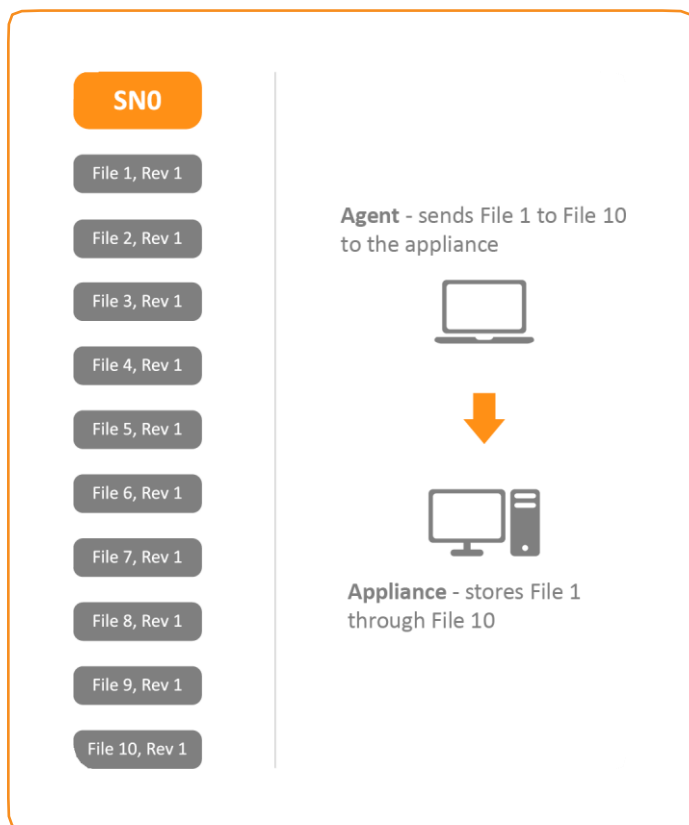 SN0
File 1, Rev 1
File 2, Rev 1
File 3, Rev 1
File 4, Rev 1
File 5, Rev 1
File 6, Rev 1
File 7, Rev 1
File 8, Rev 1
File 9, Rev 1
File 10, Rev 1
Agent - sends File 1 to File 10
to the appliance
Appliance - stores File 1
through File 10